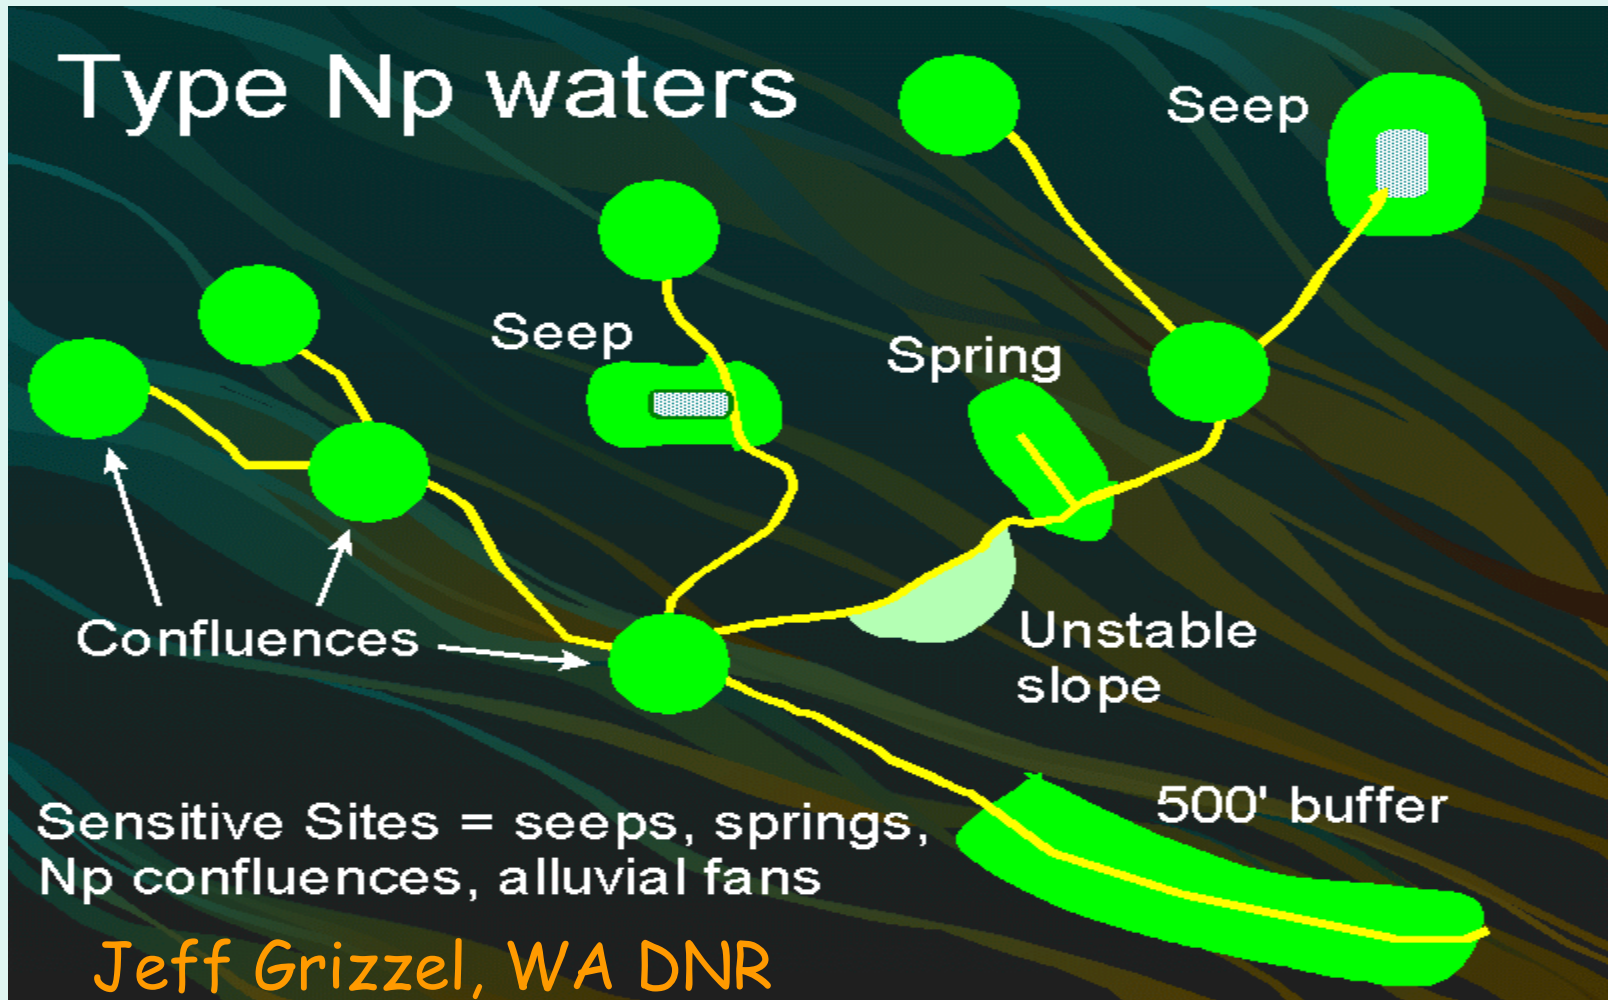 Type Np waters
Seep
Seep
Spring
Confluences
Unstable
slope
500' buffer
Sensitive Sites = seeps, springs,
Np confluences, alluvial fans
Jeff Grizzel, WA DNR